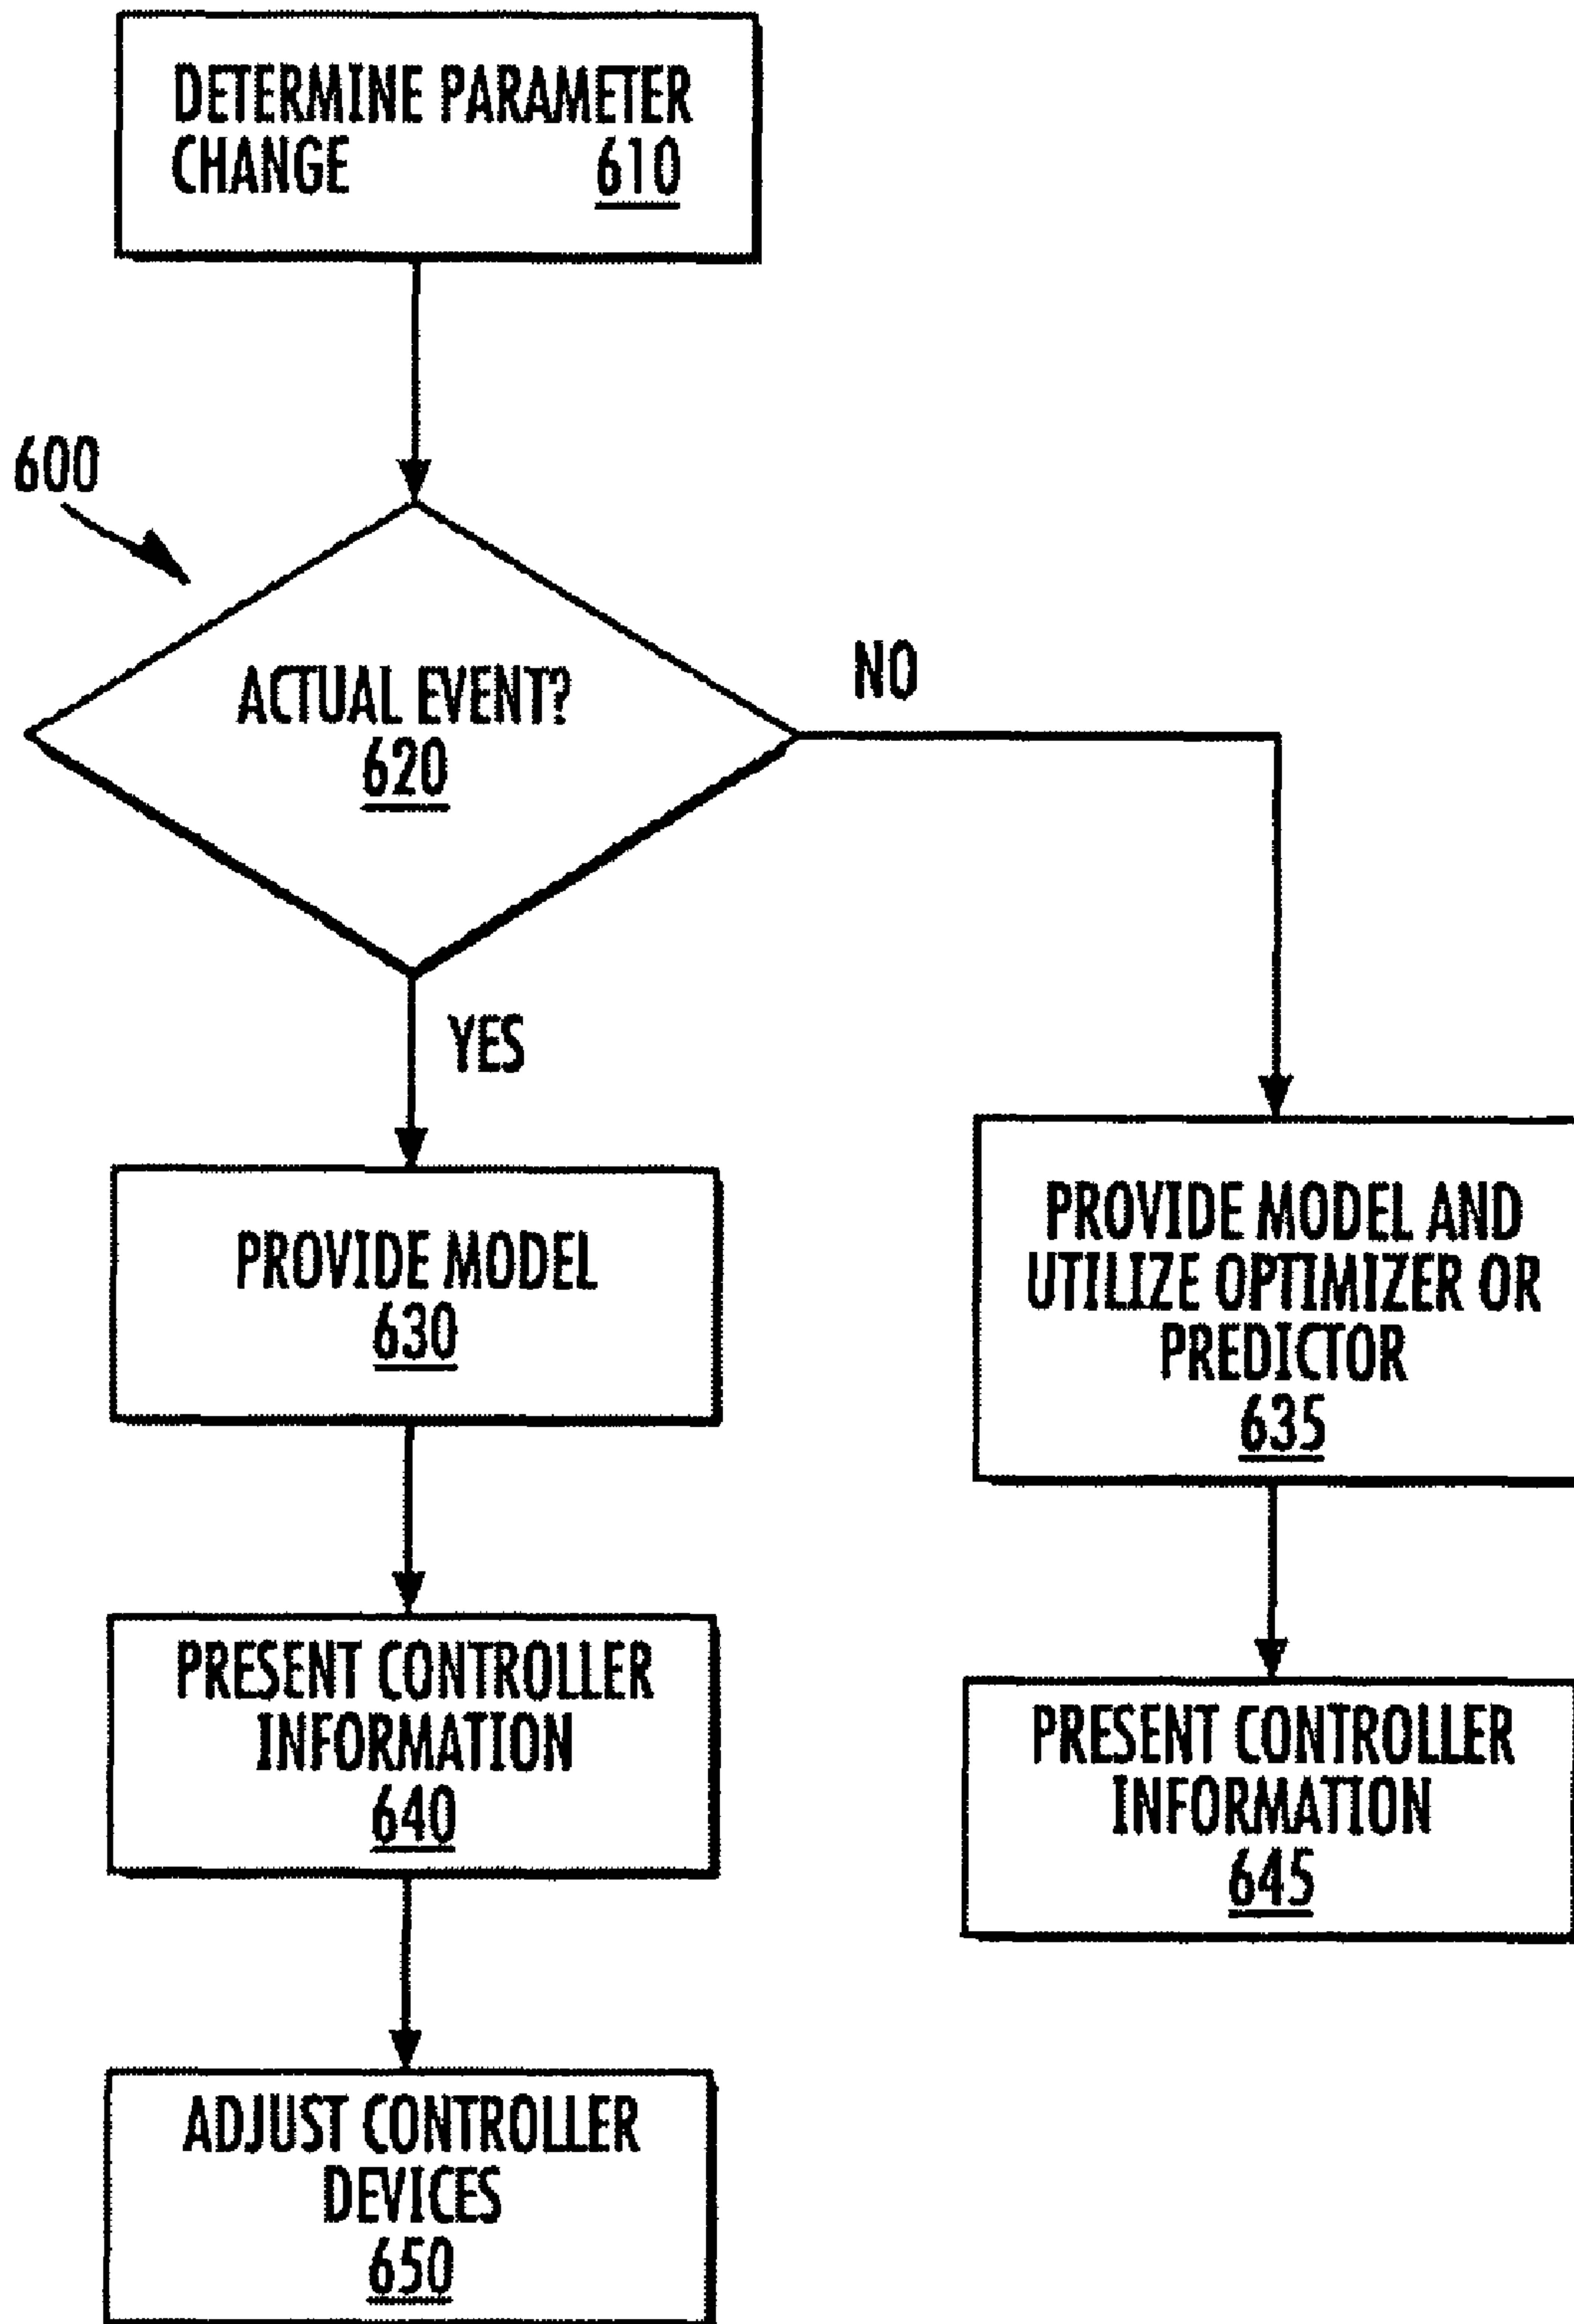 DETERMINE PARAMETER
CHANGE 610
600
ACTUAL EVENT?
620
NO
YES
PROVIDE MODEL
630
PROVIDE MODEL AND
UTILIZE OPTIMIZER OR
PREDICTOR
635
PRESENT CONTROLLER
INFORMATION
640
PRESENT CONTROLLER
INFORMATION
645
ADJUST CONTROLLER
DEVICES
650